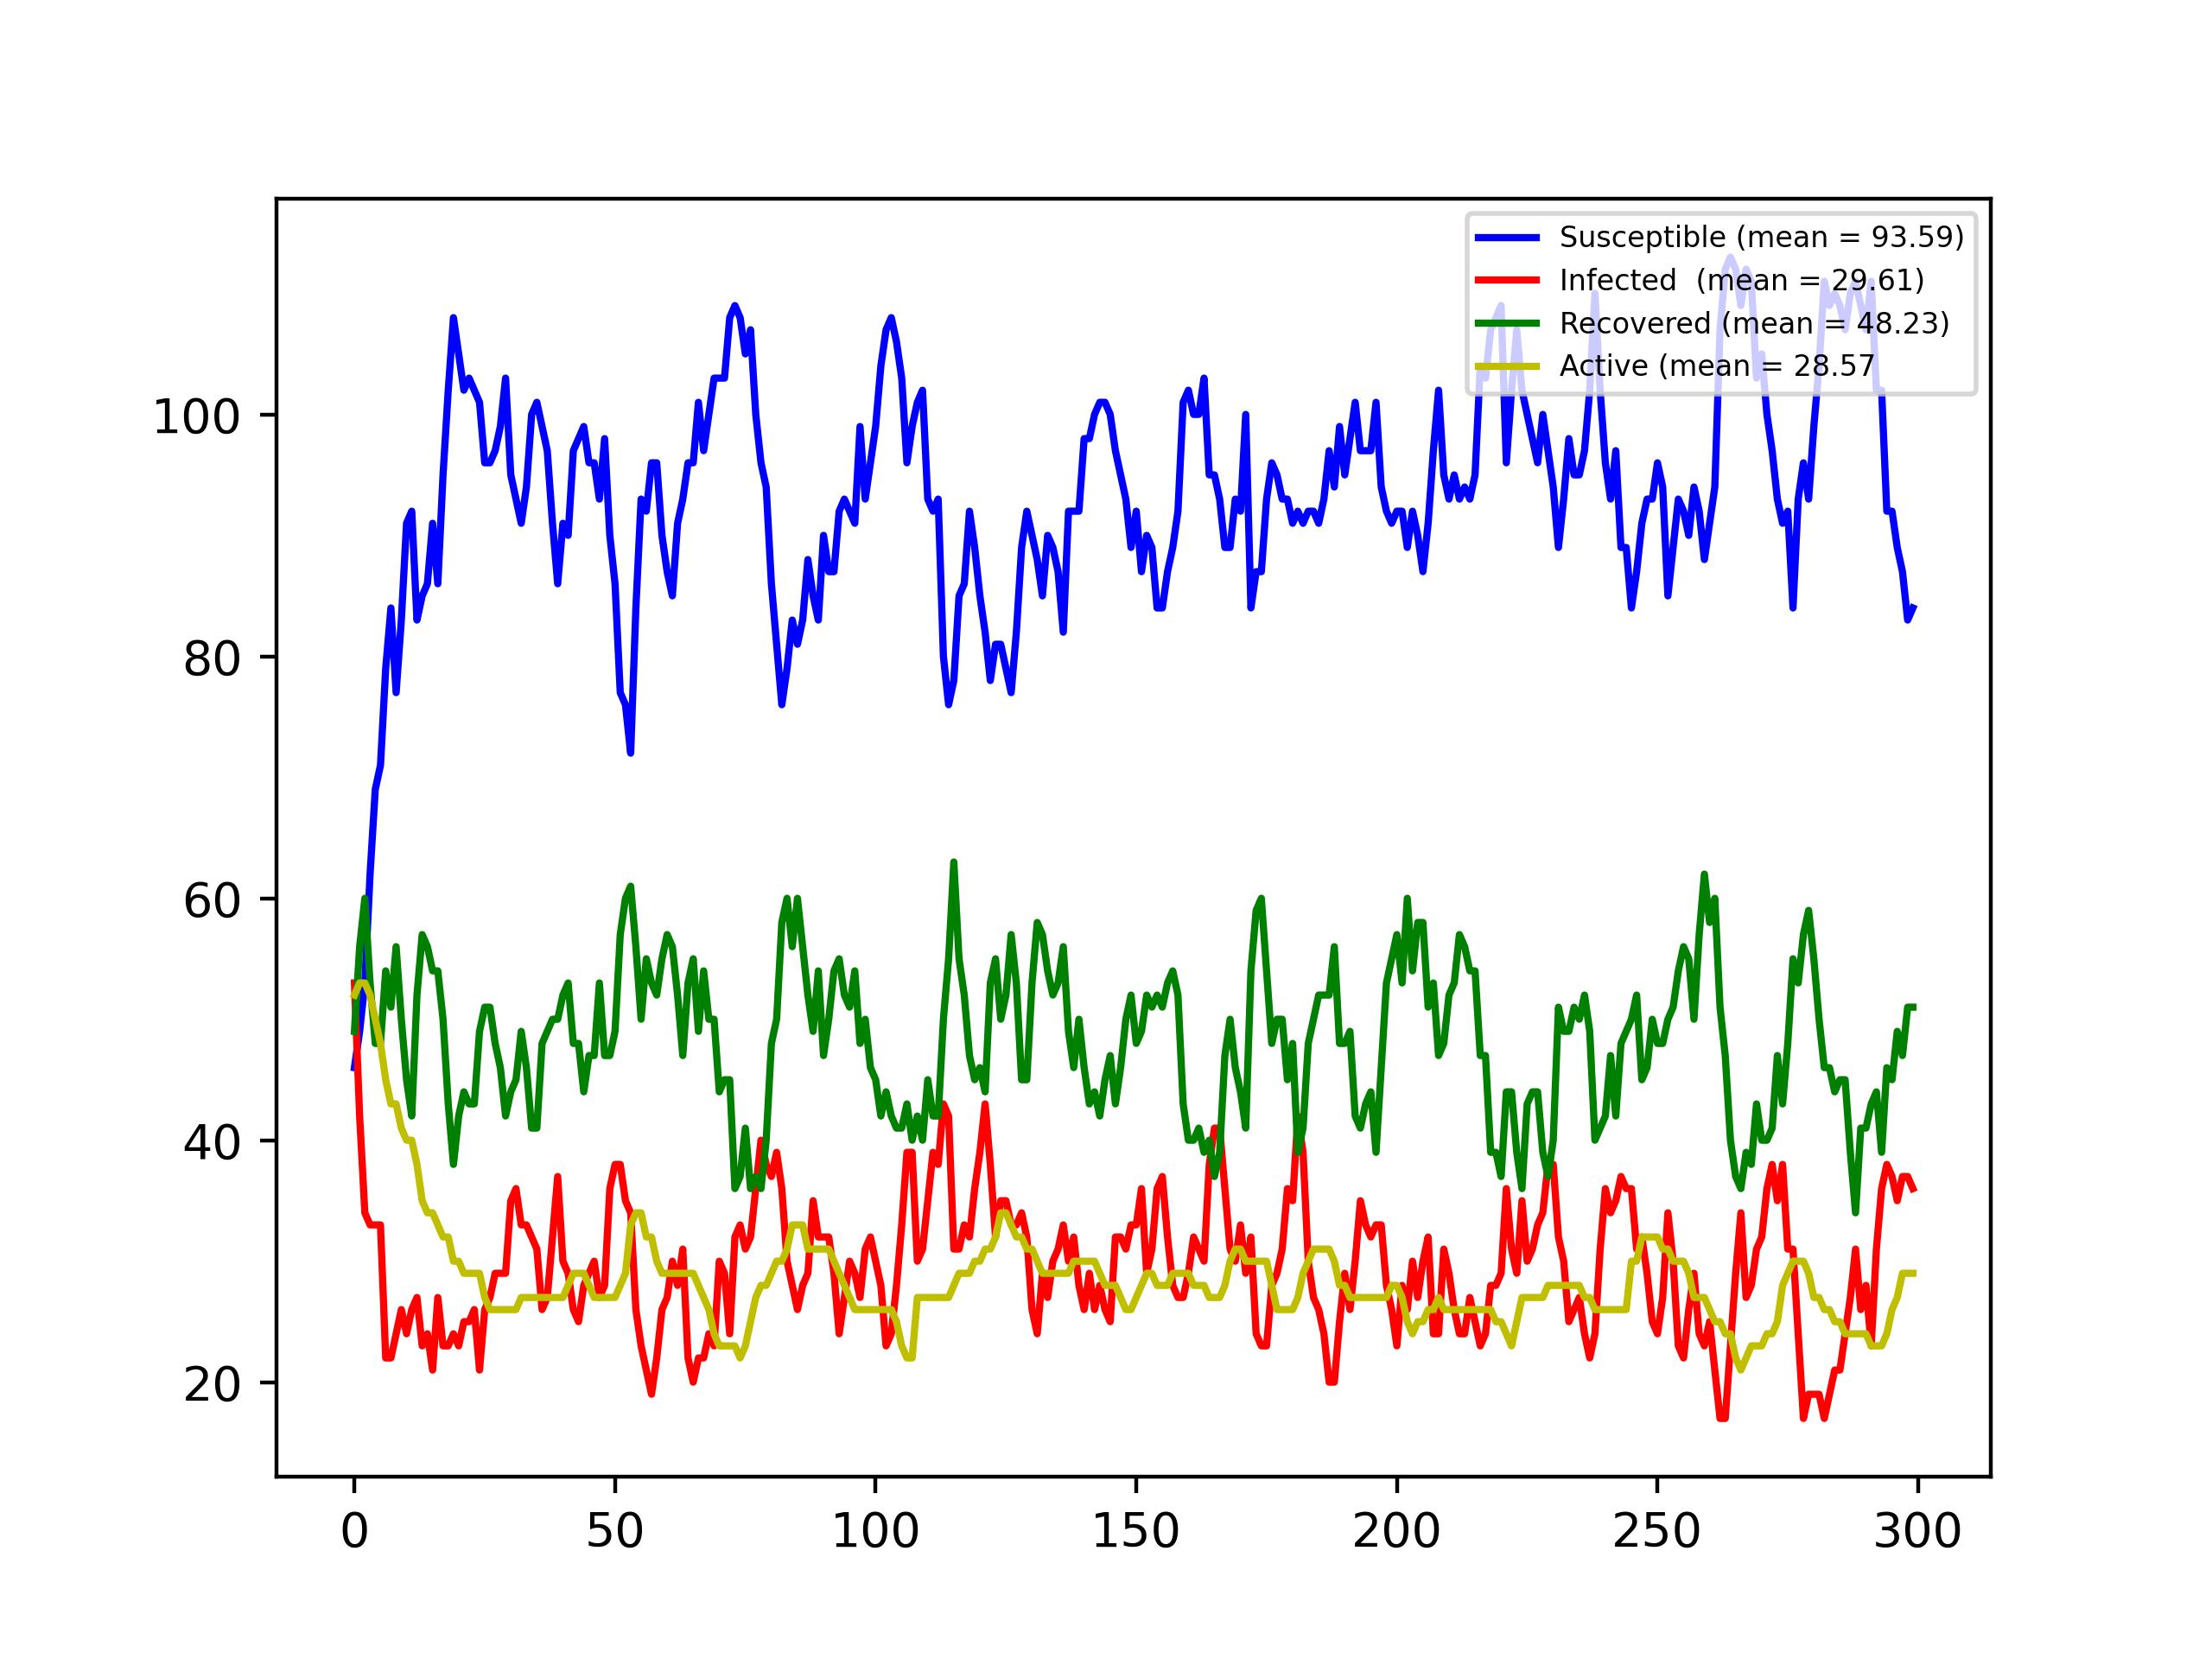 Susceptible (mean = 93.59)
Infected  (mean = 29.61)
Recovered (mean = 48.23)
Active (mean = 28.57
100
80
60
40
20
0 50 100 150 200 250 300